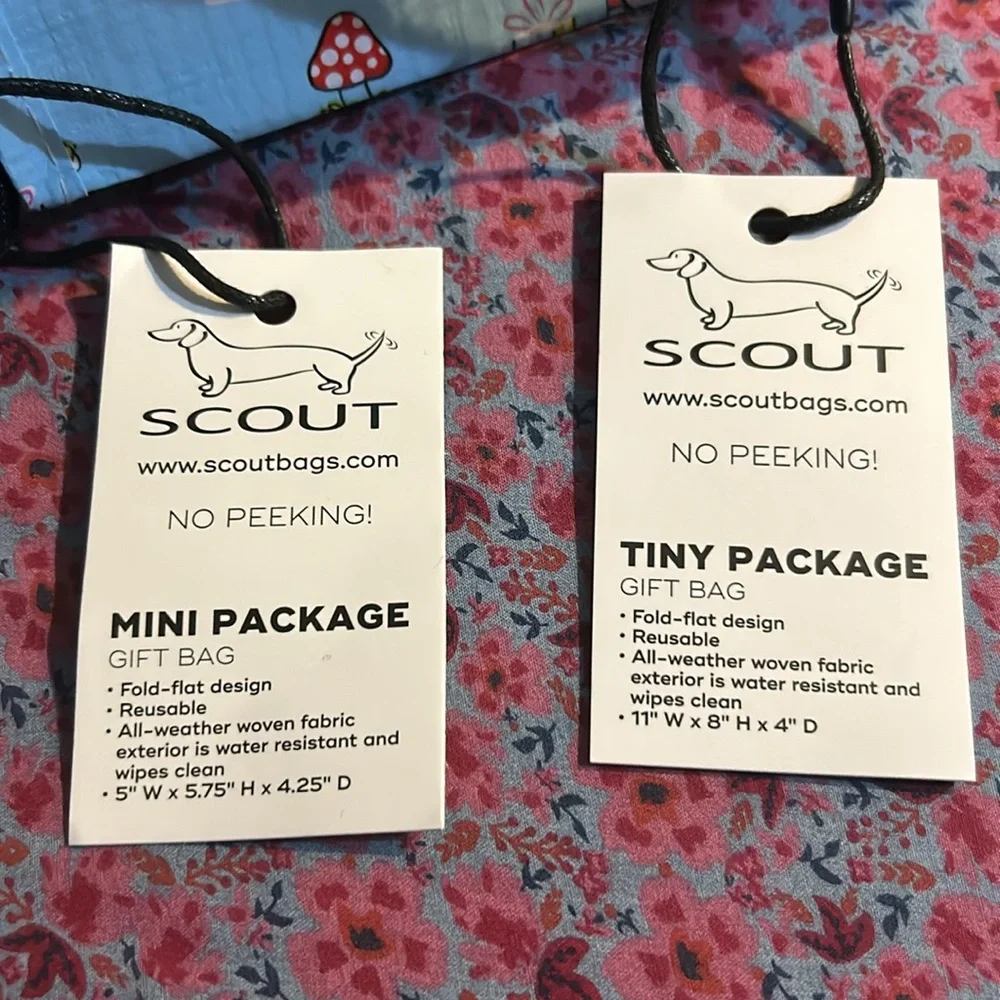 SCOUT
www.scoutbags.com
NO PEEKING!
MINI PACKAGE
GIFT BAG
• Fold-flat design
• Reusable
• All-weather woven fabric
exterior is water resistant and
wipes clean
• 5" W x 5.75" H x 4.25" D
SCOUT
www.scoutbags.com
NO PEEKING!
TINY PACKAGE
GIFT BAG
• Fold-flat design
• Reusable
• All-weather woven fabric
exterior is water resistant and
wipes clean
• 11" W x 8" H x 4" D